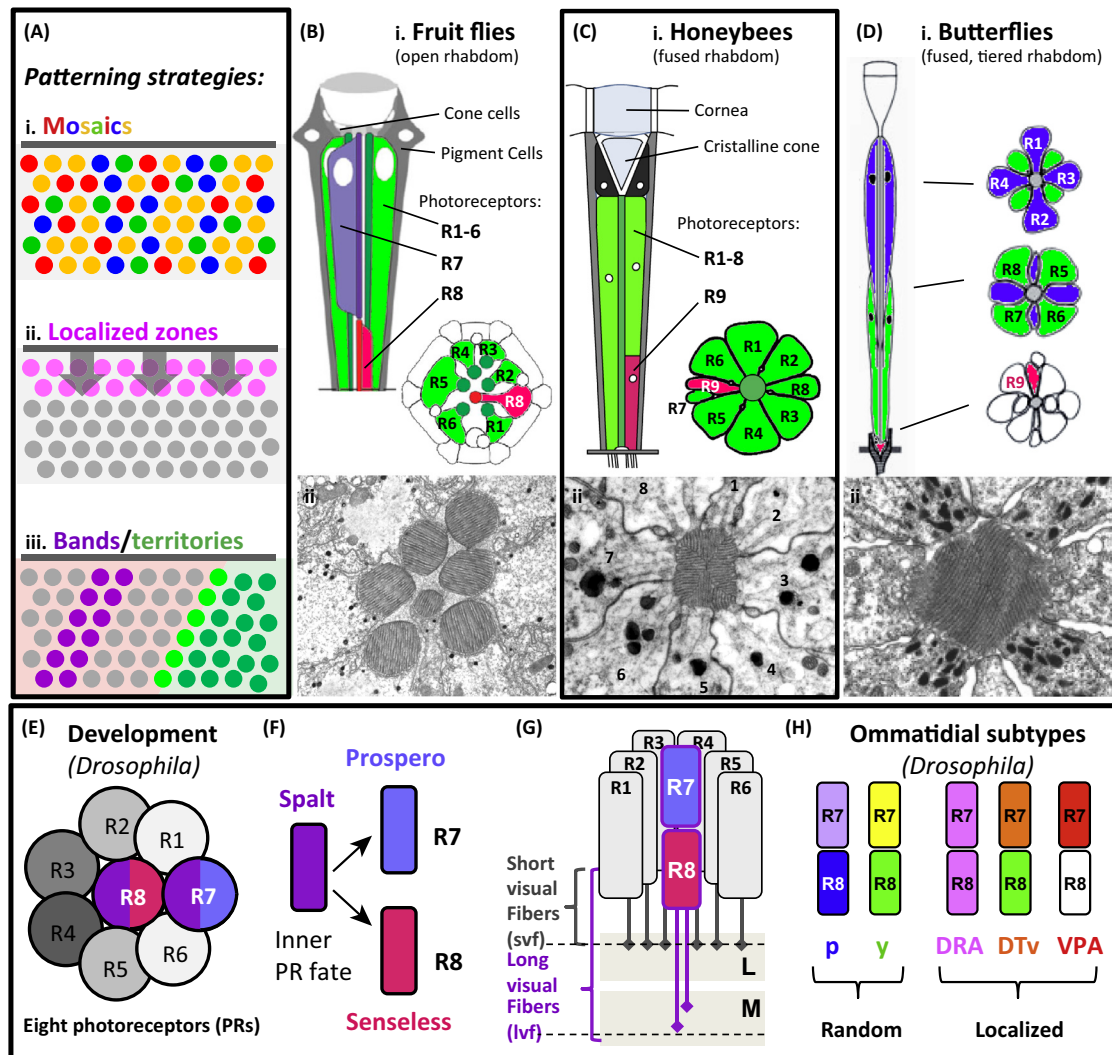 (A)
Patterning strategies:
i. Mosaics
ii. Localized zones
iii. Bands/territories
(B)
i. Fruit flies
(open rhabdom)
Cone cells
Pigment Cells
Photoreceptors:
R1-6
R7
R8
R4
R3
R5
R2
R8
R6
R1
ii
(C)
i. Honeybees
(fused rhabdom)
Cornea
Cristalline cone
Photoreceptors:
R1-8
R9
R1
R6
R2
R9
R8
R7
R5
R3
R4
ii
8
1
2
7
3
6
5
4
(D)
i. Butterflies
(fused, tiered rhabdom)
R1
R4
R3
R2
R8
R5
R7
R6
R9
ii
(E)
Development
(Drosophila)
R2
R1
R3
R8
R7
R4
R5
R6
Eight photoreceptors (PRs)
(F)
Prospero
Spalt
R7
Inner
PR fate
R8
Senseless
(G)
R3
R4
R2
R5
R1
R7
R6
R8
Short
visual
Fibers
(svf)
Long
visual
Fibers
(lvf)
L
M
(H)
Ommatidial subtypes
(Drosophila)
R7 R7 R7 R7 R7
R8 R8 R8 R8 R8
p y DRA DTv VPA
Random Localized